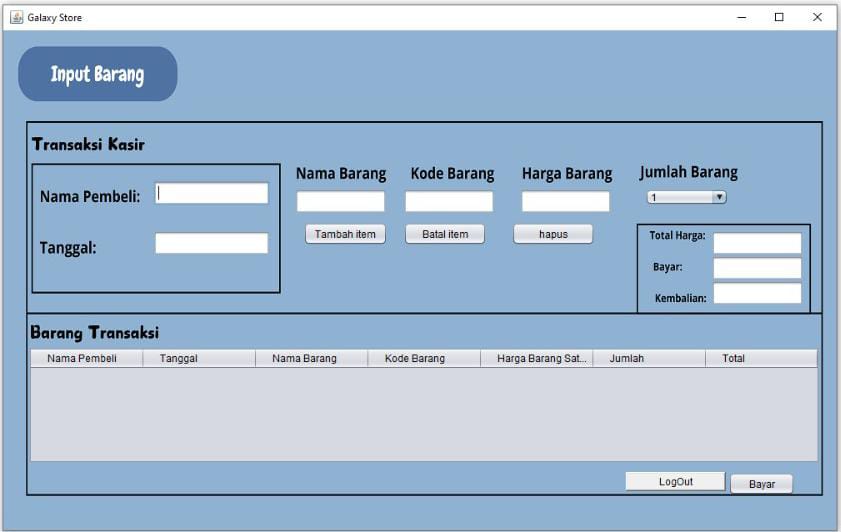 Galaxy Store
Input Barang
Transaksi Kasir
Nama Pembeli:
Tanggal:
Nama Barang Kode Barang Harga Barang Jumlah Barang
1
Tambah item Batal item hapus
Total Harga:
Bayar:
Kembalian:
Barang Transaksi
Nama Pembeli Tanggal Nama Barang Kode Barang Harga Barang Sat... Jumlah Total
LogOut Bayar